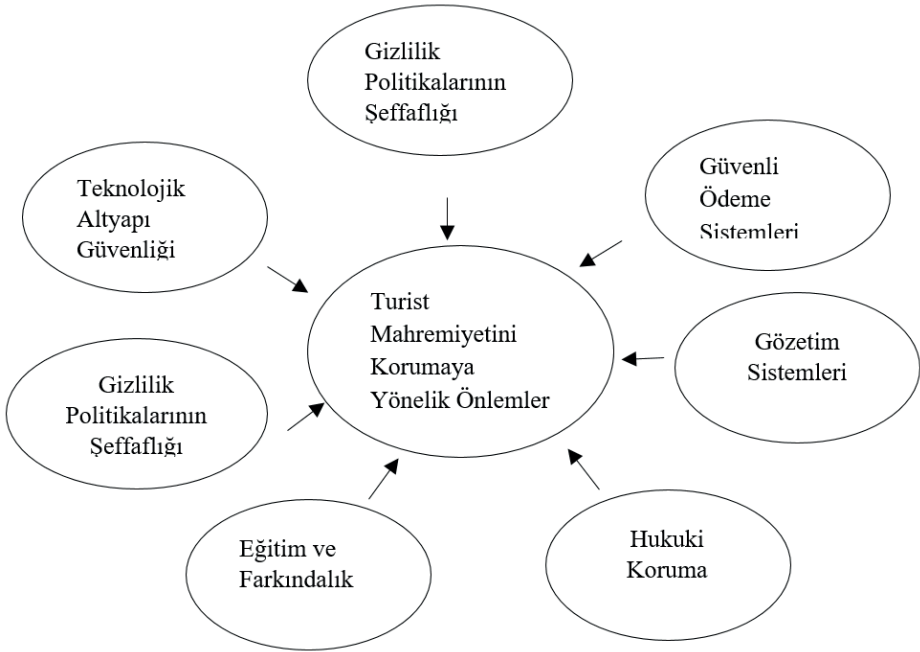 Gizlilik
Politikalarının
Şeffaflığı
Güvenli
Ödeme
Sistemleri
Teknolojik
Altyapı
Güvenliği
Turist
Mahremiyetini
Korumaya
Yönelik Önlemler
Gözetim
Sistemleri
Gizlilik
Politikalarının
Şeffaflığı
Eğitim ve
Farkındalık
Hukuki
Koruma